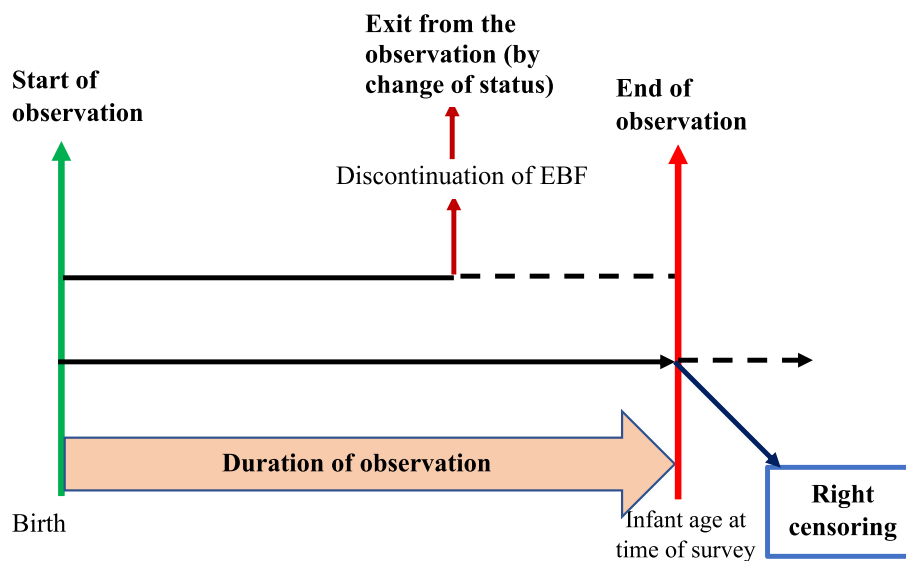 Start of
observation
Exit from the
observation (by
change of status)
End of
observation
Discontinuation of EBF
Duration of observation
Birth
Infant age at
time of survey
Right
censoring